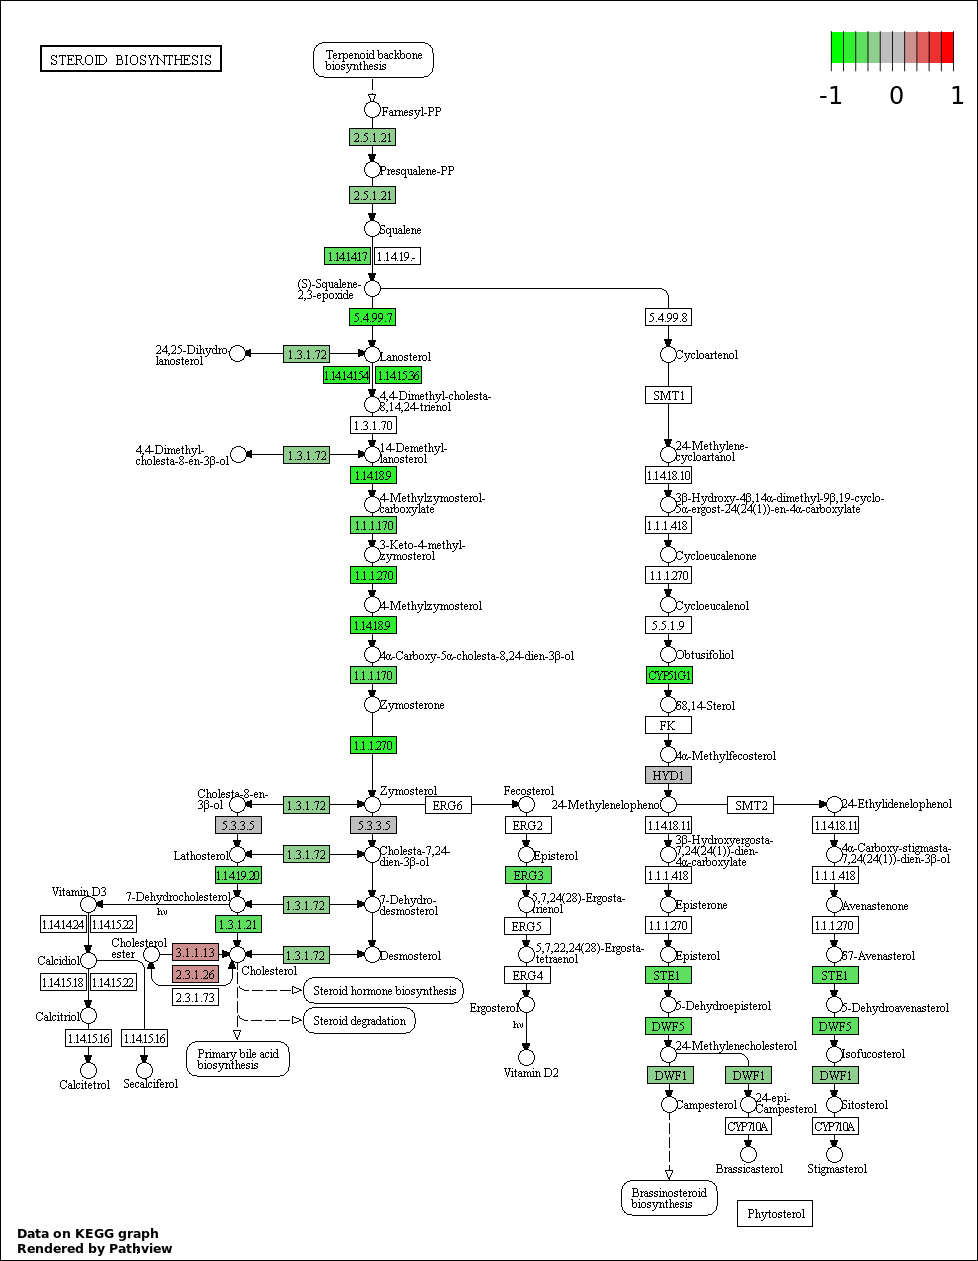 STEROID BIOSYNTHESIS
Terpenoid backbone
biosynthesis
-1
0
1
Farnesyl-PP
2.5.1.21
Presqualene-PP
2.5.1.21
Squalene
1.14.14.17
1.14.19.-
(S)-Squalene-
2,3-epoxide
5.4.99.7
5.4.99.8
24,25-Dihydro
lanosterol
1.3.1.72
Lanosterol
Cycloartenol
1.14.14.154
1.14.15.36
4,4-Dimethyl-cholesta-
8,14,24-trienol
SMT1
1.3.1.70
4,4-Dimethyl-
cholesta-8-en-3β-ol
1.3.1.72
14-Demethyl-
lanosterol
24-Methylene-
cycloartanol
1.14.18.9
1.14.18.10
4-Methylzymosterol-
carboxylate
3β-Hydroxy-4β,14α-dimethyl-9β,19-cyclo-
5α-ergost-24(24(1))-en-4α-carboxylate
1.1.1.170
1.1.1.418
3-Keto-4-methyl-
zymosterol
Cycloeucalenone
1.1.1.270
1.1.1.270
4-Methylzymosterol
Cycloeucalenol
1.14.18.9
5.5.1.9
4α-Carboxy-5α-cholesta-8,24-dien-3β-ol
Obtusifoliol
1.1.1.170
CYP51G1
Zymosterone
δ8,14-Sterol
FK
1.1.1.270
4α-Methylfecosterol
HYD1
Cholesta-8-en-
3β-ol
1.3.1.72
Zymosterol
ERG6
Fecosterol
24-Methylenelophenol
SMT2
24-Ethylidenelophenol
5.3.3.5
5.3.3.5
ERG2
1.14.18.11
1.14.18.11
Lathosterol
1.3.1.72
Cholesta-7,24-
dien-3β-ol
Episterol
3β-Hydroxyergosta-
7,24(24(1))-dien-
4α-carboxylate
4α-Carboxy-stigmasta-
7,24(24(1))-dien-3β-ol
1.14.19.20
ERG3
1.1.1.418
1.1.1.418
Vitamin D3
7-Dehydrocholesterol
hν
1.3.1.72
7-Dehydro-
desmosterol
5,7,24(28)-Ergosta-
trienol
Episterone
Avenastenone
1.14.14.24
1.14.15.22
1.3.1.21
ERG5
1.1.1.270
1.1.1.270
Calcidiol
Cholesterol
ester
3.1.1.13
2.3.1.26
2.3.1.73
Cholesterol
1.3.1.72
Desmosterol
5,7,22,24(28)-Ergosta-
tetraenol
Episterol
δ7-Avenasterol
1.14.15.18
1.14.15.22
ERG4
STE1
STE1
Steroid hormone biosynthesis
Ergosterol
5-Dehydroepisterol
5-Dehydroavenasterol
Calcitriol
Steroid degradation
hν
DWF5
DWF5
1.14.15.16
1.14.15.16
Primary bile acid
biosynthesis
24-Methylenecholesterol
Isofucosterol
Calcitetrol
Secalciferol
Vitamin D2
DWF1
DWF1
DWF1
Campesterol
24-epi-
Campesterol
Sitosterol
CYP710A
CYP710A
Brassicasterol
Stigmasterol
Brassinosteroid
biosynthesis
Phytosterol
Data on KEGG graph
Rendered by Pathview